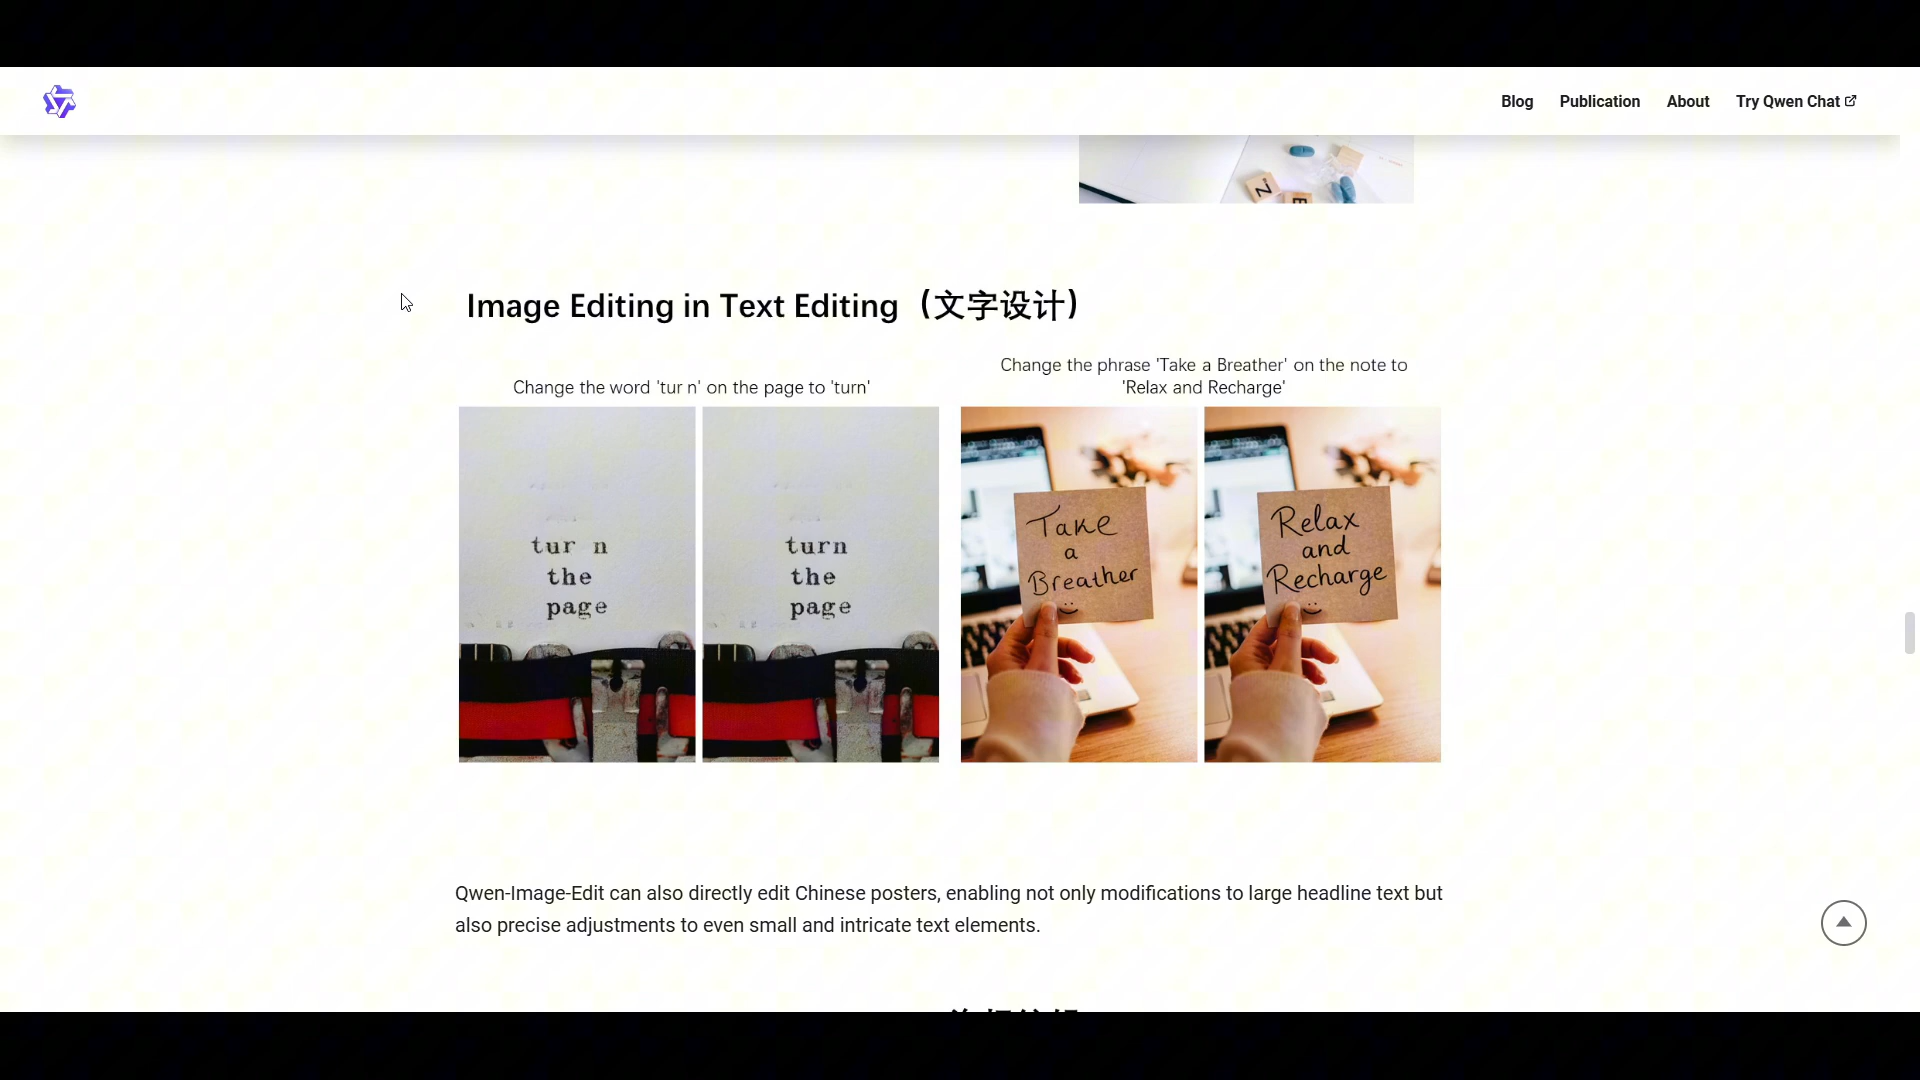 Blog Publication About Try Qwen Chat
Z
E
Image Editing in Text Editing（文字设计）
Change the word 'tur n' on the page to 'turn'
Change the phrase 'Take a Breather' on the note to
'Relax and Recharge'
tur n
the
page
turn
the
page
Take
a
Breather
Relax
and
Recharge
Qwen-Image-Edit can also directly edit Chinese posters, enabling not only modifications to large headline text but
also precise adjustments to even small and intricate text elements.